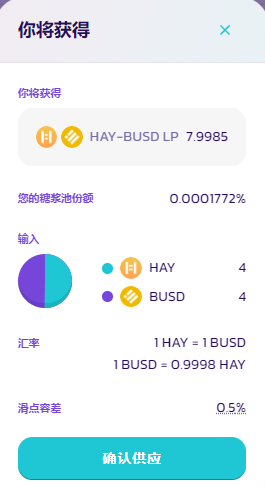 你将获得
你将获得
HAY-BUSD LP 7.9985
您的糖浆池份额 0.0001772%
输入
HAY 4
BUSD 4
汇率 1 HAY = 1 BUSD
1 BUSD = 0.9998 HAY
滑点容差 0.5%
确认供应